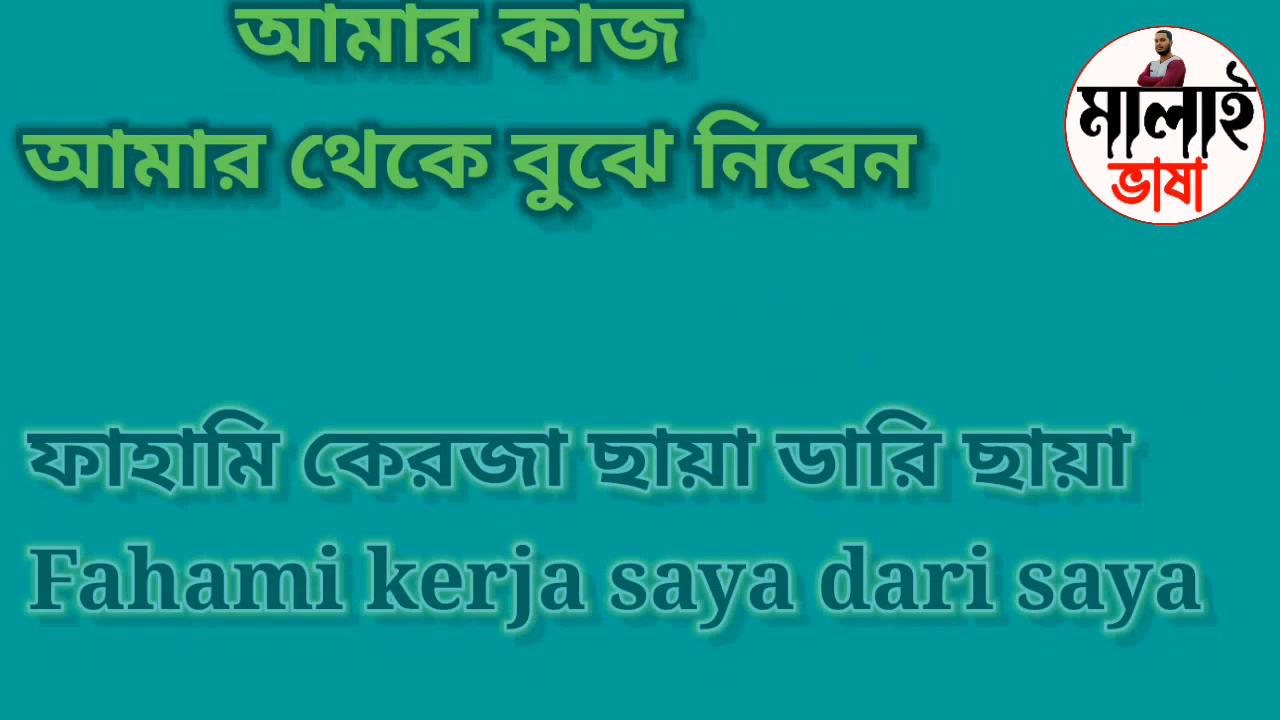 আমার কাজ
আমার থেকে বুঝে নিবেন
মালাই
ভাষা
ফাহামি কেরজা ছায়া ডারি ছায়া
Fahami kerja saya dari saya